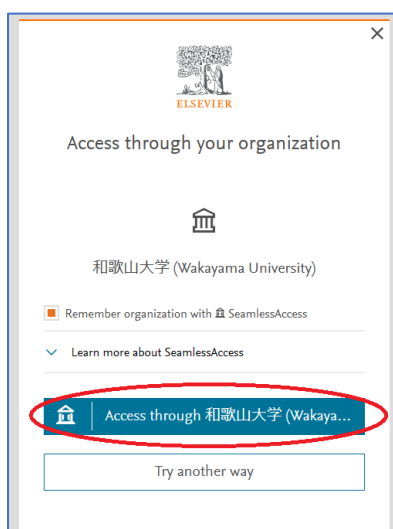 ELSEVIER
Access through your organization
和歌山大学 (Wakayama University)
Remember organization with SeamlessAccess
Learn more about SeamlessAccess
Access through 和歌山大学 (Wakaya...
Try another way